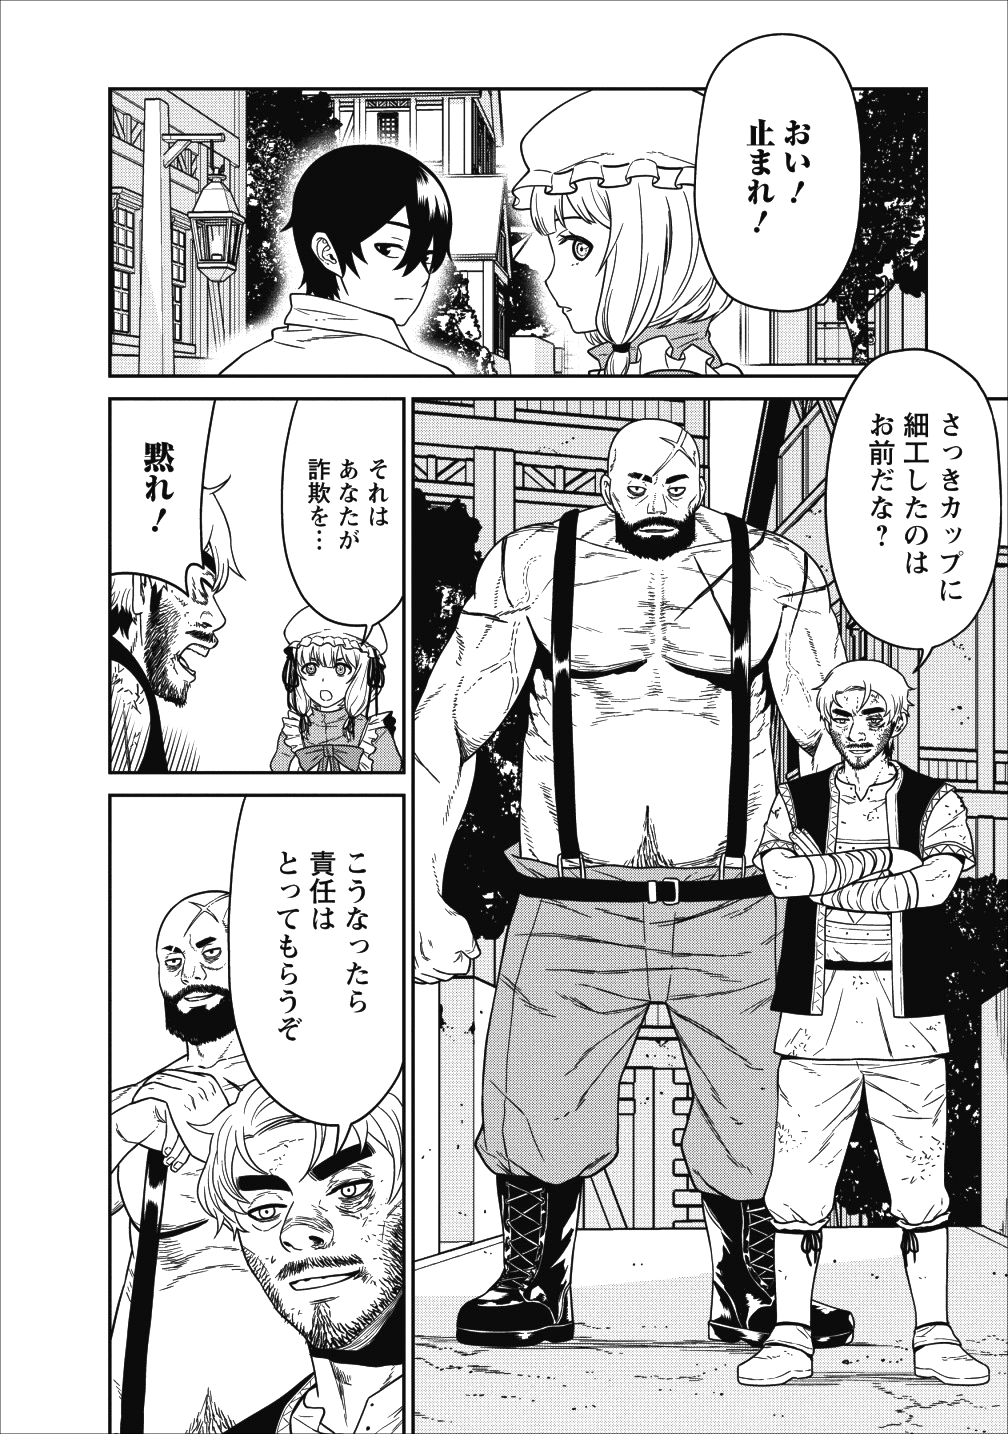 おい！
止まれ！
さっきカップに
細工したのは
お前だな？
それは
あなたが
詐欺を…
黙れ！
こうなったら
責任は
とってもらうぞ